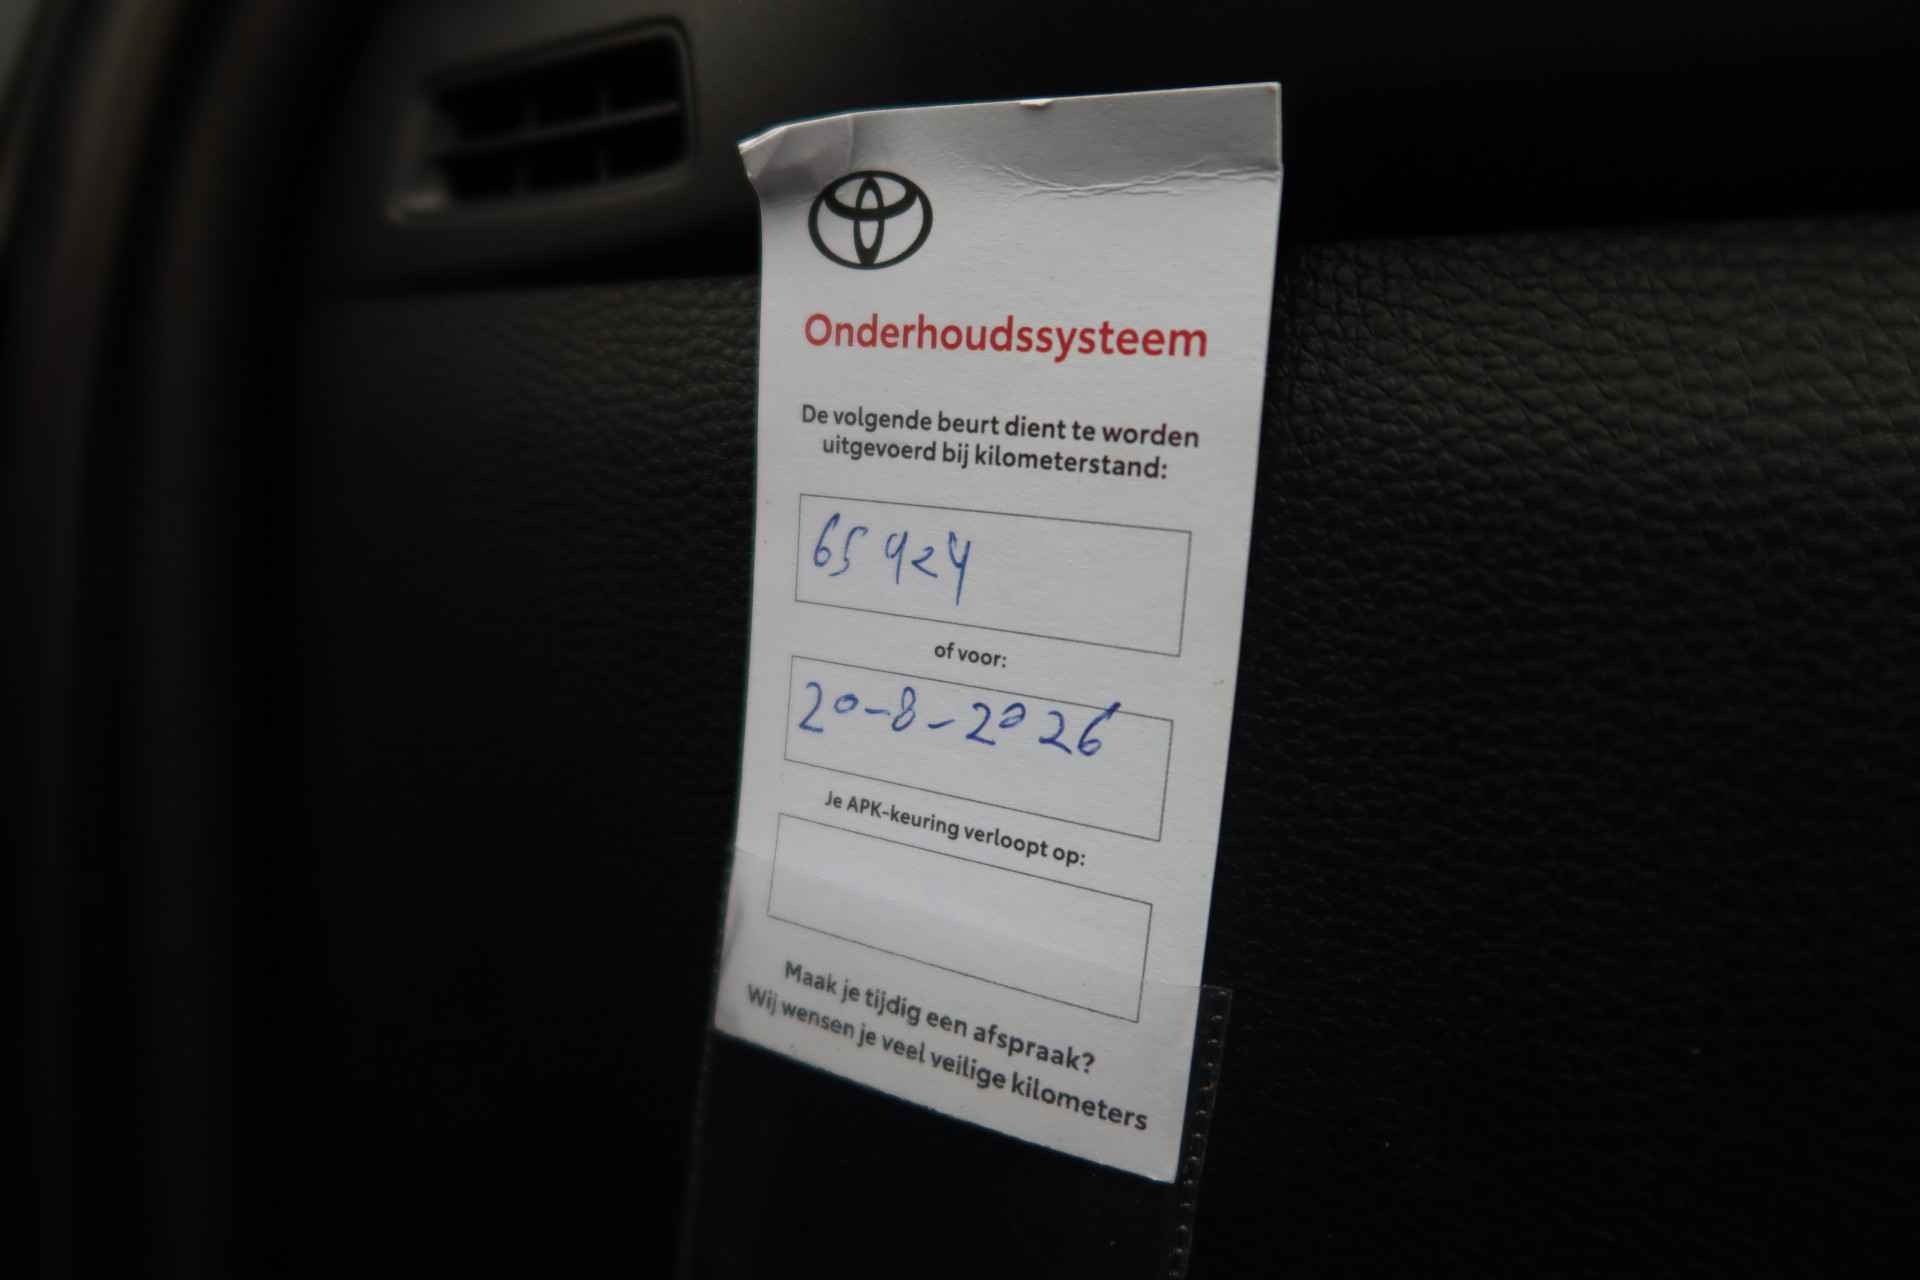 Onderhoudssysteem
De volgende beurt dient te worden
uitgevoerd bij kilometerstand:
65924
of voor:
20-8-2026
Je APK-keuring verloopt op:
Maak je tijdig een afspraak?
Wij wensen je veel veilige kilometers